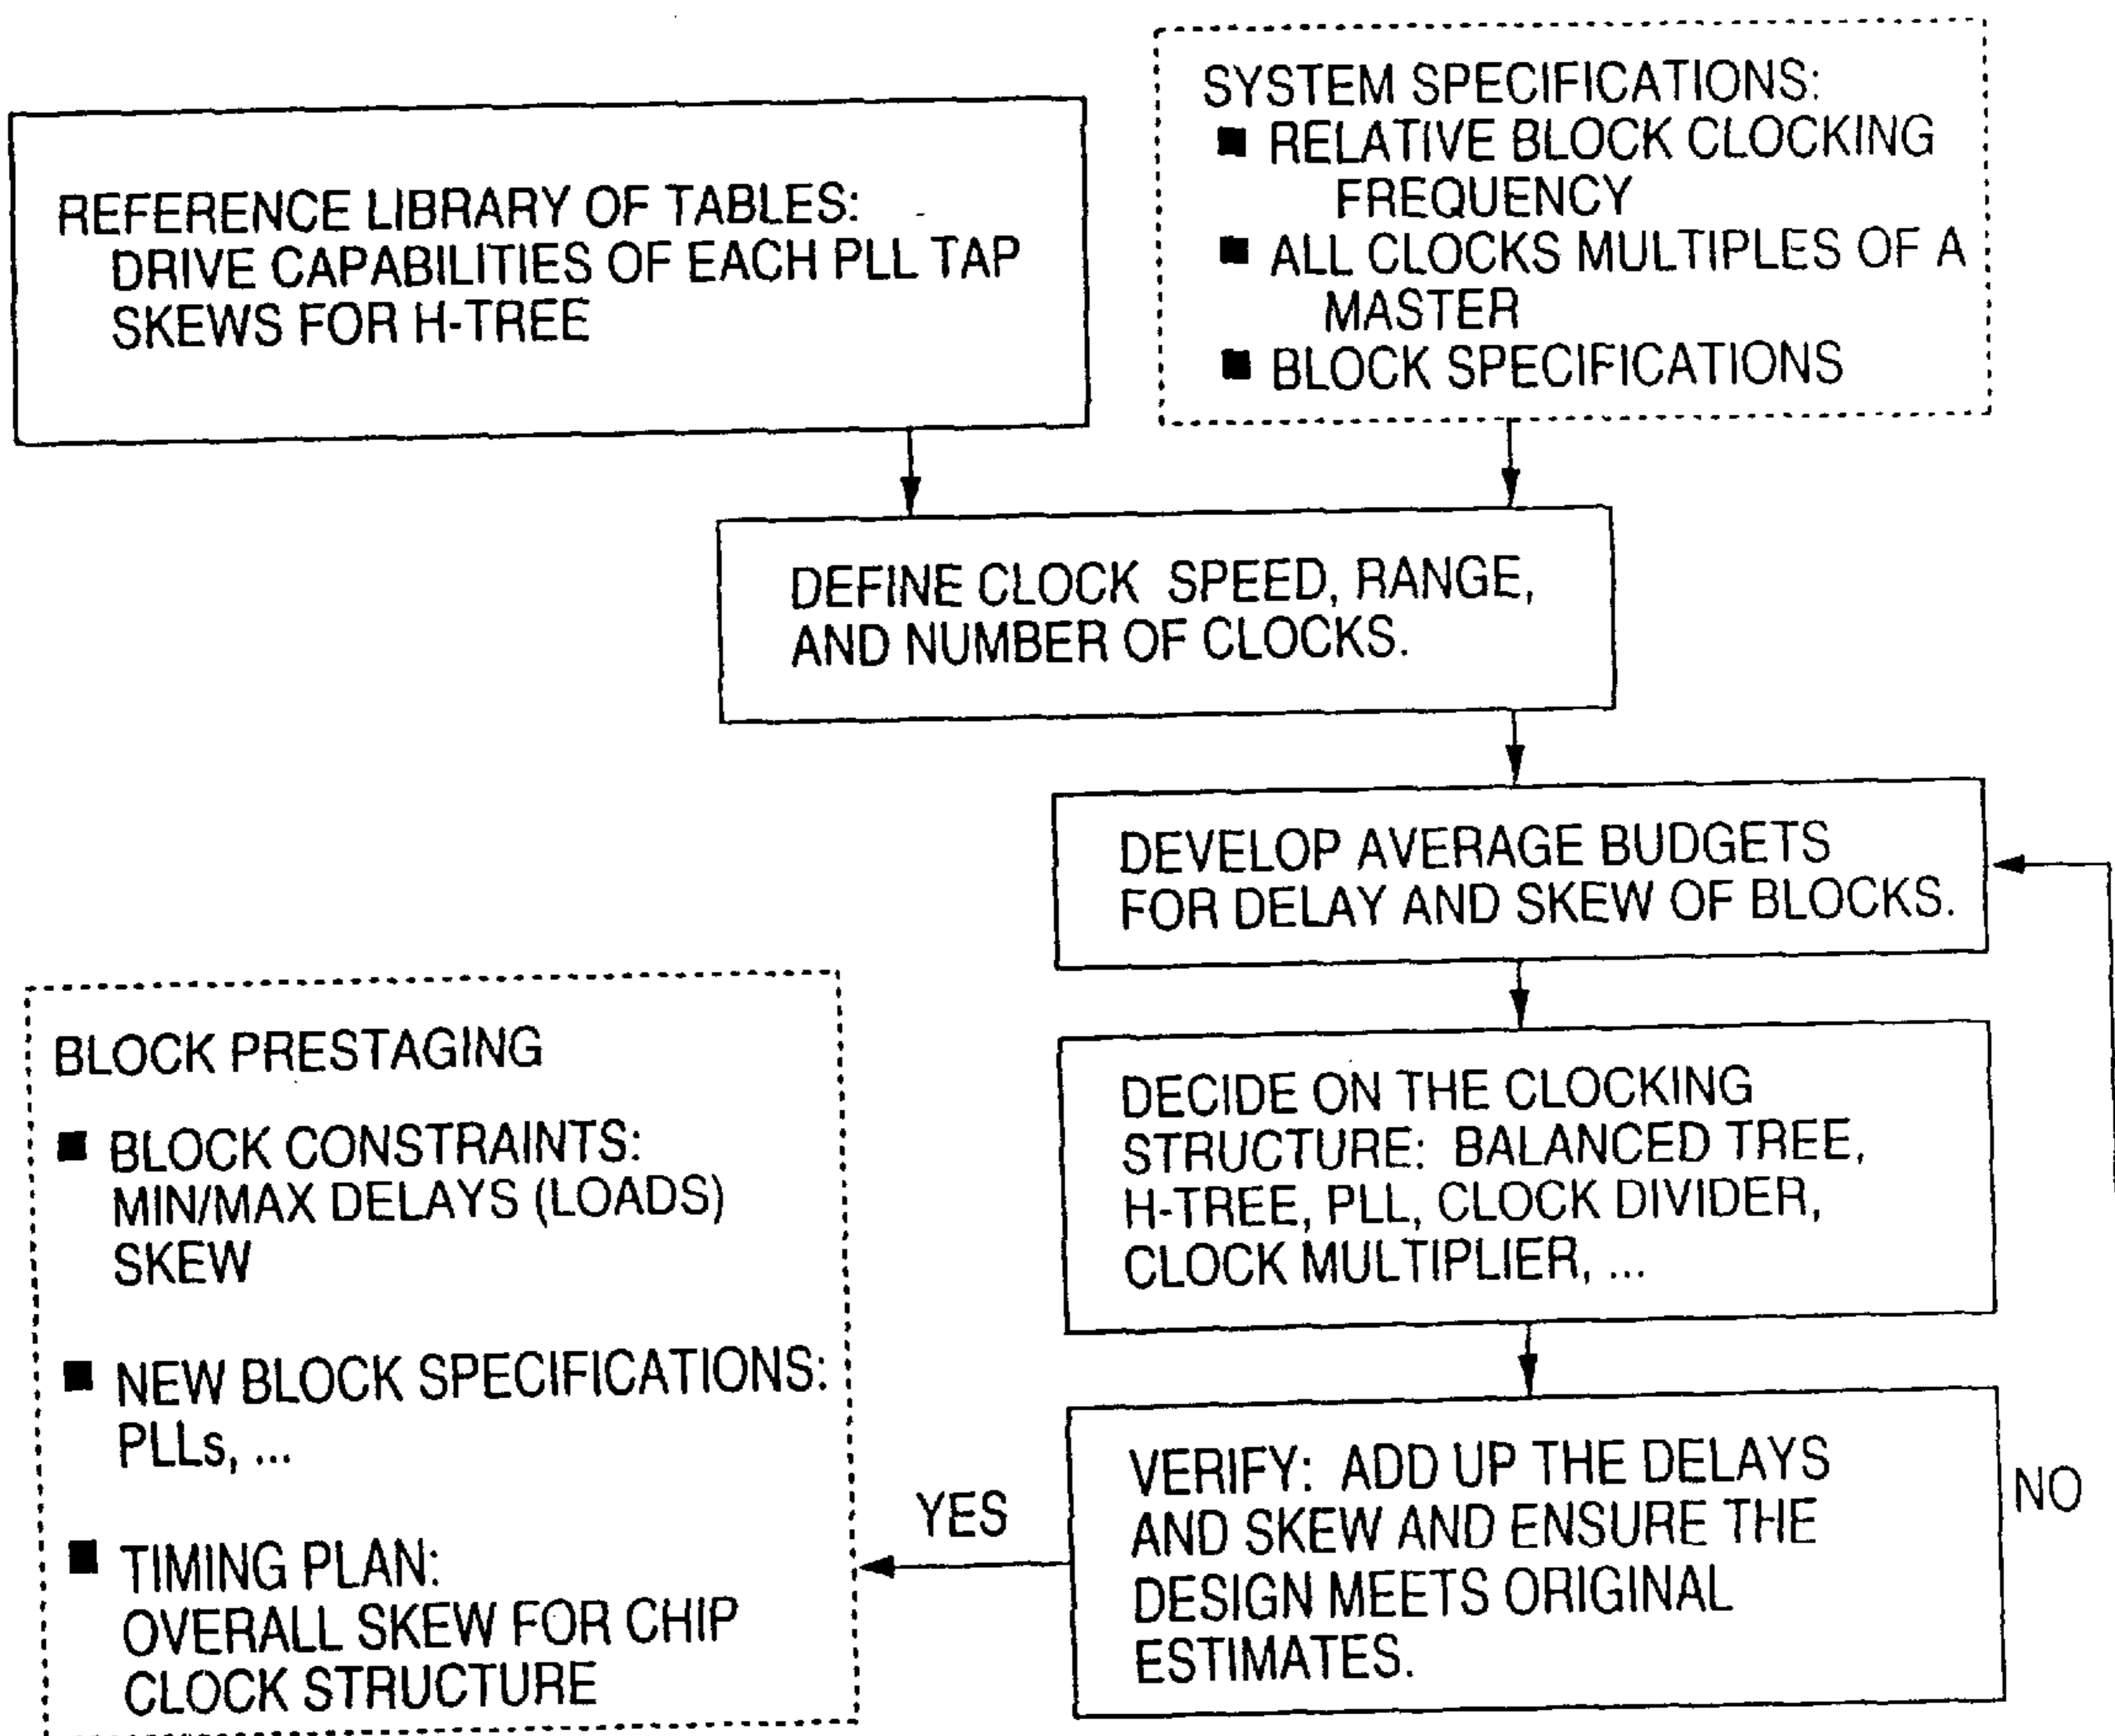 REFERENCE LIBRARY OF TABLES:
DRIVE CAPABILITIES OF EACH PLL TAP
SKEWS FOR H-TREE
SYSTEM SPECIFICATIONS:
■ RELATIVE BLOCK CLOCKING
FREQUENCY
■ ALL CLOCKS MULTIPLES OF A
MASTER
■ BLOCK SPECIFICATIONS
DEFINE CLOCK SPEED, RANGE,
AND NUMBER OF CLOCKS.
DEVELOP AVERAGE BUDGETS
FOR DELAY AND SKEW OF BLOCKS.
DECIDE ON THE CLOCKING
STRUCTURE: BALANCED TREE,
H-TREE, PLL, CLOCK DIVIDER,
CLOCK MULTIPLIER, ...
VERIFY: ADD UP THE DELAYS
AND SKEW AND ENSURE THE
DESIGN MEETS ORIGINAL
ESTIMATES.
NO
YES
BLOCK PRESTAGING
■ BLOCK CONSTRAINTS:
MIN/MAX DELAYS (LOADS)
SKEW
■ NEW BLOCK SPECIFICATIONS:
PLLs, ...
■ TIMING PLAN:
OVERALL SKEW FOR CHIP
CLOCK STRUCTURE